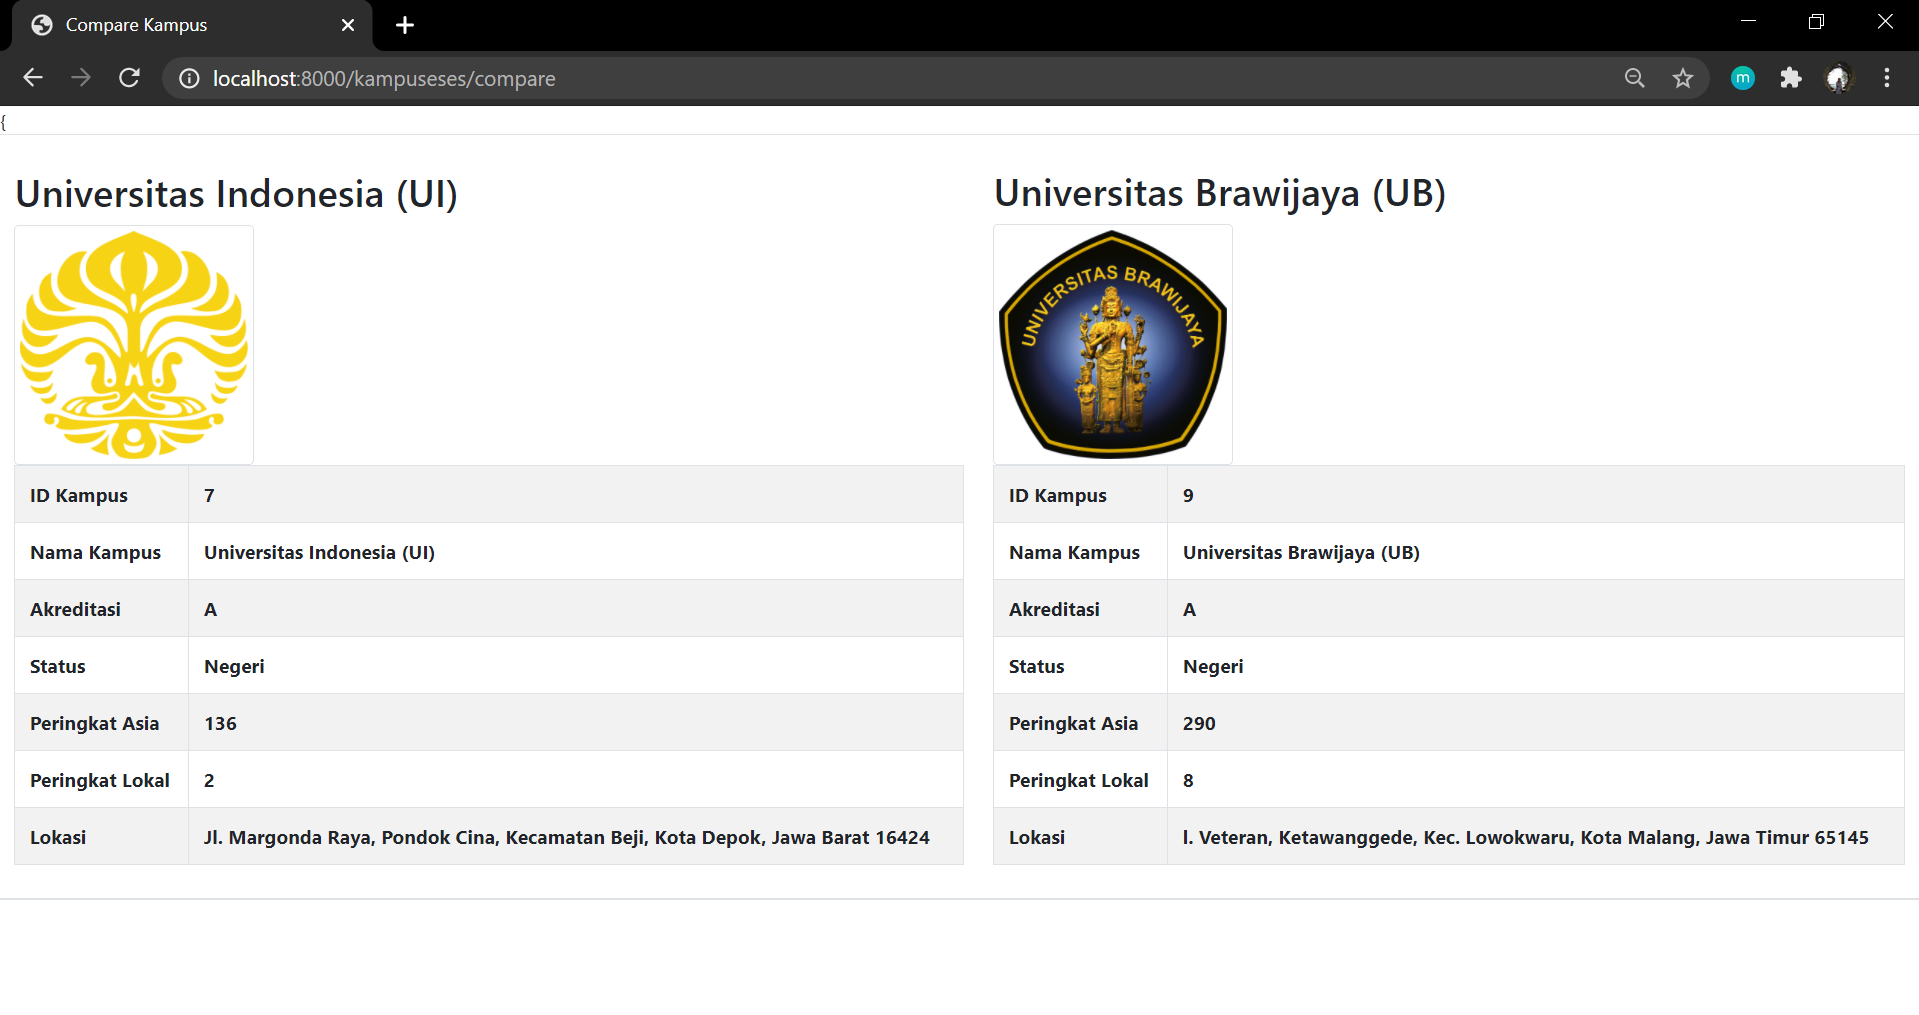 Compare Kampus
localhost:8000/kampuseses/compare
m
{
Universitas Indonesia (UI)
ID Kampus 7
Nama Kampus Universitas Indonesia (UI)
Akreditasi A
Status Negeri
Peringkat Asia 136
Peringkat Lokal 2
Lokasi Jl. Margonda Raya, Pondok Cina, Kecamatan Beji, Kota Depok, Jawa Barat 16424
Universitas Brawijaya (UB)
UNIVERSITAS BRAWIJAYA
ID Kampus 9
Nama Kampus Universitas Brawijaya (UB)
Akreditasi A
Status Negeri
Peringkat Asia 290
Peringkat Lokal 8
Lokasi l. Veteran, Ketawanggede, Kec. Lowokwaru, Kota Malang, Jawa Timur 65145